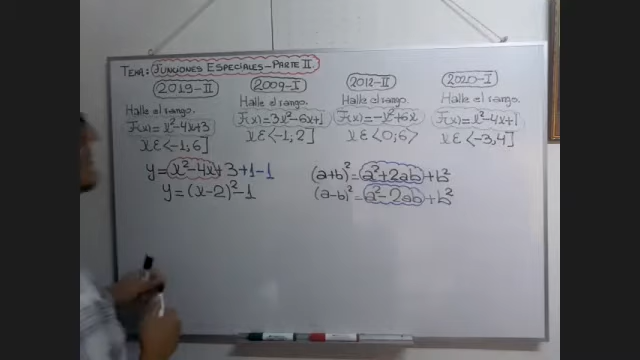 TEMA: FUNCIONES ESPECIALES-PARTE II
2019-II
Halle el rango.
F(x)=x²-4x+3
x∈<-1,6]
2009-I
Halle el rango.
F(x)=3x²-6x+1
x∈<-1,2]
2012-II
Halle el rango.
F(x)=-x²+6x
x∈<0;6>
2020-I
Halle el rango.
F(x)=x²-4x+1
x∈<-3,4]
y=x²-4x+3+1-1
y=(x-2)²-1
(a+b)²=a²+2ab+b²
(a-b)²=a²-2ab+b²